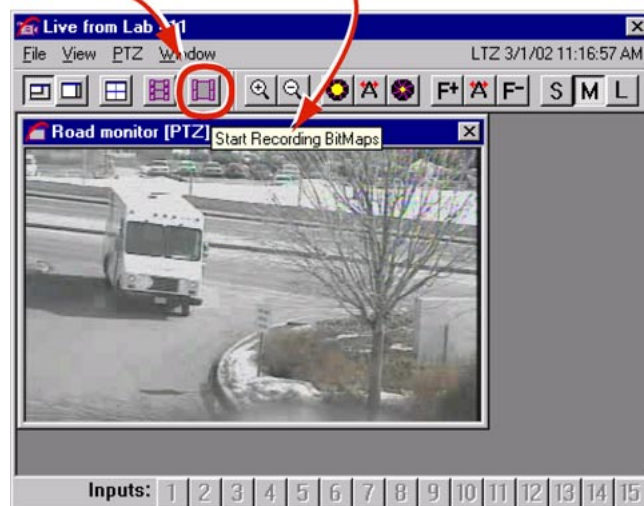 Live from Lab
File View PTZ Window
LTZ 3/1/02 11:16:57 AM
F+ F- S M L
Road monitor [PTZ]
Start Recording BitMaps
Inputs: 1 2 3 4 5 6 7 8 9 10 11 12 13 14 15